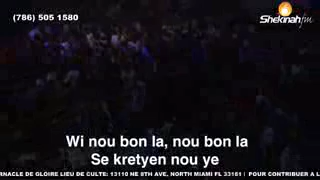 (786) 505 1580
Shekinah fm
Wi nou bon la, nou bon la
Se kretyen nou ye
NACLE DE GLOIRE LIEU DE CULTE: 13110 NE 8TH AVE, NORTH MIAMI FL 33161 | POUR CONTRIBUER A L